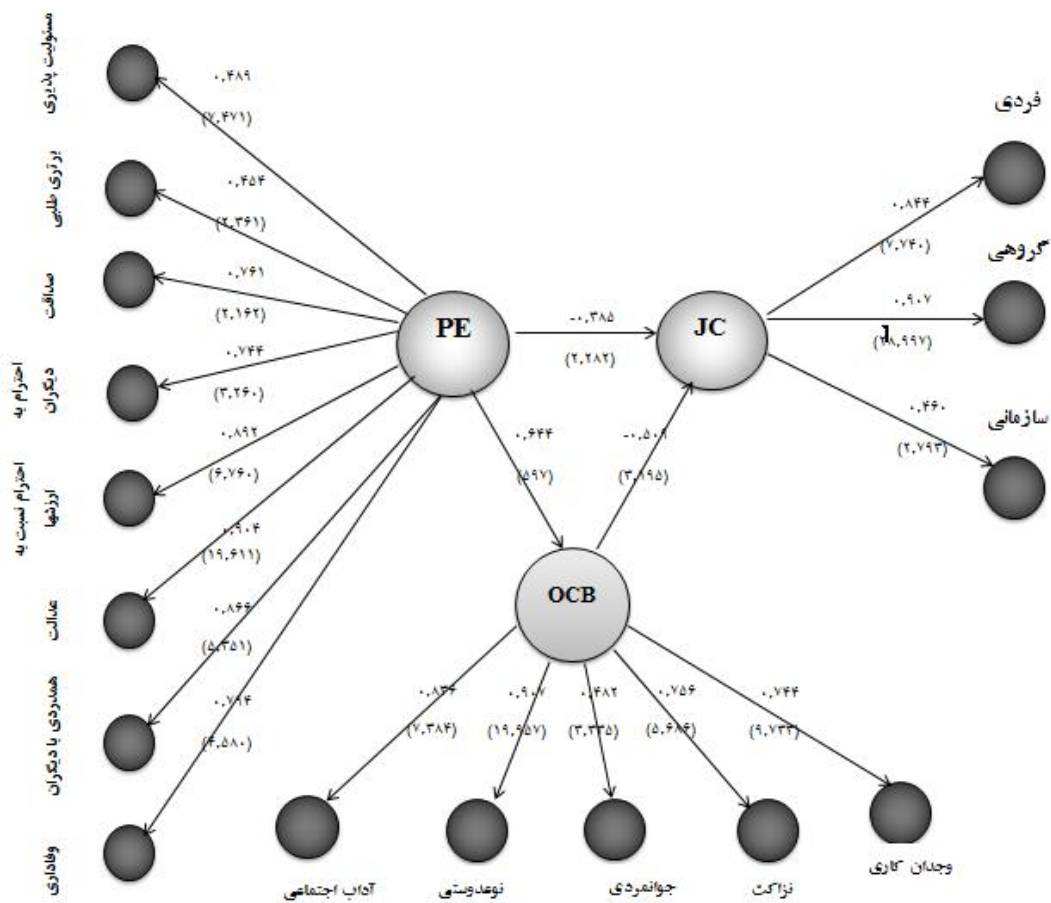 مسئولیت پذیری
۰,۴۸۹
(۷,۴۷۱)
برتری طلبی
۰,۴۵۴
(۲,۳۶۱)
صداقت
۰,۷۶۱
(۲,۱۶۲)
احترام به
دیگران
۰,۷۴۴
(۳,۲۶۰)
احترام نسبت به
ارزشها
۰,۸۹۲
(۶,۷۶۰)
عدالت
۰,۹۰۴
(۱۹,۶۱۱)
همدردی با دیگران
۰,۸۶۶
(۵,۳۵۱)
وفاداری
۰,۷۹۴
(۴,۵۸۰)
PE
-۰,۳۸۵
(۲,۲۸۲)
JC
فردی
۰,۸۴۴
(۷,۷۴۰)
گروهی
۰,۹۰۷
سازمانی
۰,۴۶۰
(۲,۷۹۳)
۰,۶۴۴
(۵۹۷)
-۰,۵۰۹
(۳,۱۹۵)
OCB
۰,۸۳۶
(۷,۳۸۴)
۰,۹۰۷
(۱۹,۹۵۷)
۰,۴۸۲
(۳,۳۳۵)
۰,۷۵۶
(۵,۶۸۶)
۰,۷۴۴
(۹,۷۳۳)
آداب اجتماعی
نوعدوستی
جوانمردی
نزاکت
وجدان کاری